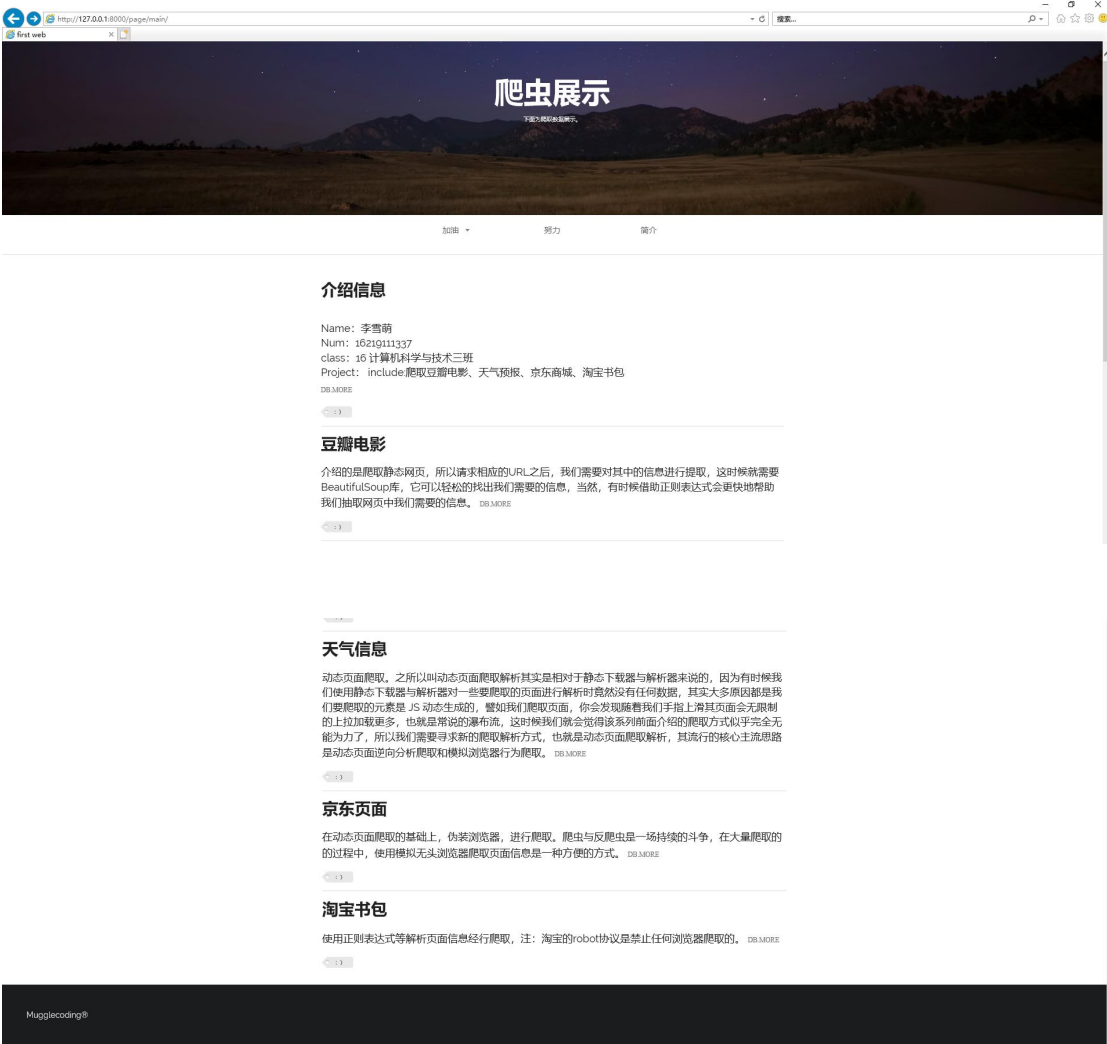 http://127.0.0.1:8000/page/main/
搜索...
first web
爬虫展示
下面为爬取数据展示。
加油
努力
简介
介绍信息
Name：李雪萌
Num：16219111337
class：16 计算机科学与技术三班
Project： include:爬取豆瓣电影、天气预报、京东商城、淘宝书包
DB.MORE
: )
豆瓣电影
介绍的是爬取静态网页，所以请求相应的URL之后，我们需要对其中的信息进行提取，这时候就需要
BeautifulSoup库，它可以轻松的找出我们需要的信息，当然，有时候借助正则表达式会更快地帮助
我们抽取网页中我们需要的信息。 DB.MORE
: )
天气信息
动态页面爬取。之所以叫动态页面爬取解析其实是相对于静态下载器与解析器来说的，因为有时候我
们使用静态下载器与解析器对一些要爬取的页面进行解析时竟然没有任何数据，其实大多原因都是我
们要爬取的元素是 JS 动态生成的，譬如我们爬取页面，你会发现随着我们手指上滑其页面会无限制
的上拉加载更多，也就是常说的瀑布流，这时候我们就会觉得该系列前面介绍的爬取方式似乎完全无
能为力了，所以我们需要寻求新的爬取解析方式，也就是动态页面爬取解析，其流行的核心主流思路
是动态页面逆向分析爬取和模拟浏览器行为爬取。 DB.MORE
: )
京东页面
在动态页面爬取的基础上，伪装浏览器，进行爬取。爬虫与反爬虫是一场持续的斗争，在大量爬取的
的过程中，使用模拟无头浏览器爬取页面信息是一种方便的方式。 DB.MORE
: )
淘宝书包
使用正则表达式等解析页面信息经行爬取，注：淘宝的robot协议是禁止任何浏览器爬取的。 DB.MORE
: )
Mugglecoding®